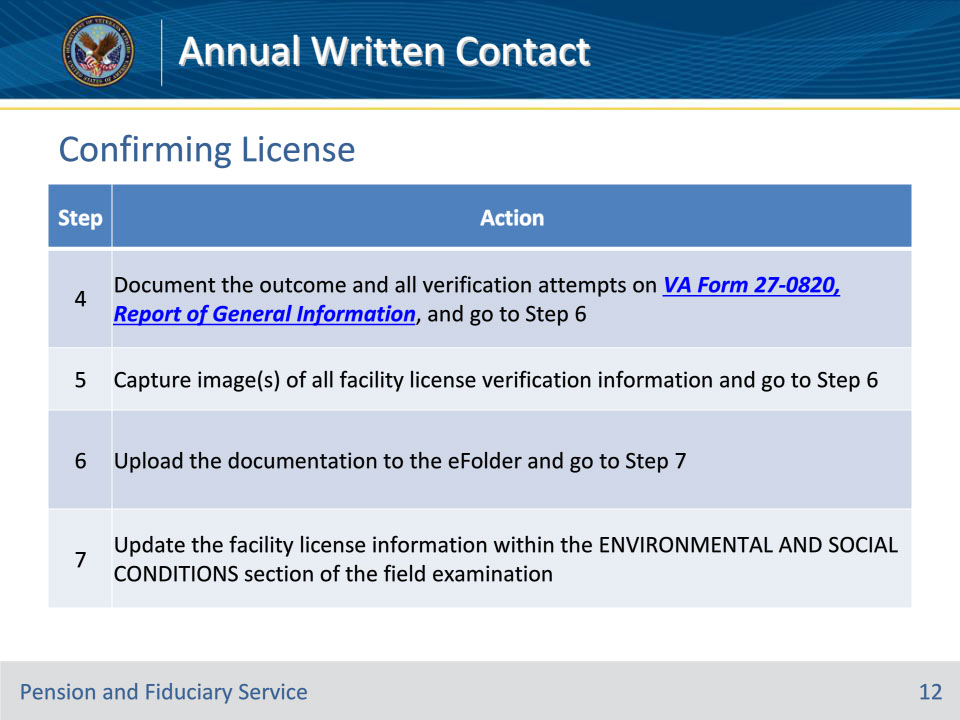 Annual Written Contact
Confirming License
Step
Action
4
Document the outcome and all verification attempts on VA Form 27-0820,
Report of General Information, and go to Step 6
5
Capture image(s) of all facility license verification information and go to Step 6
6
Upload the documentation to the eFolder and go to Step 7
7
Update the facility license information within the ENVIRONMENTAL AND SOCIAL
CONDITIONS section of the field examination
Pension and Fiduciary Service
12